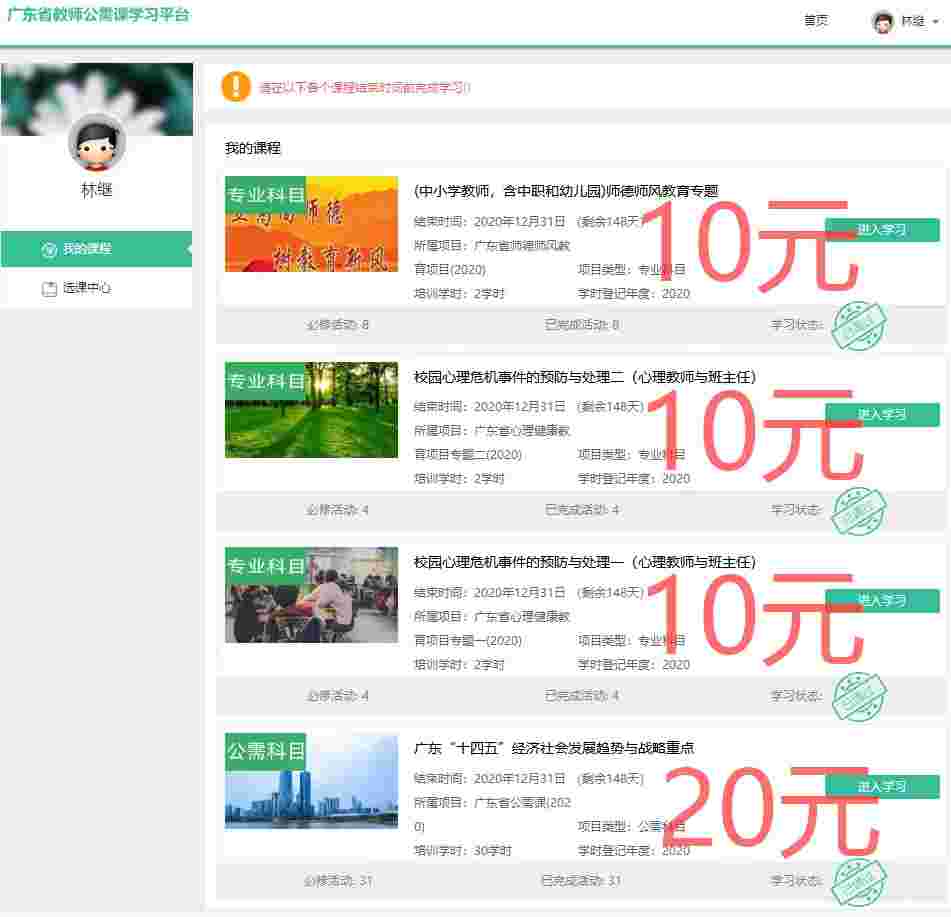 广东省教师公需课学习平台
首页
林继
林继
我的课程
选课中心
请在以下各个课程结束时间前完成学习!)
我的课程
专业科目
树教育新风
(中小学教师，含中职和幼儿园)师德师风教育专题
结束时间：2020年12月31日 (剩余148天)
所属项目：广东省师德师风教
育项目(2020)
项目类型：专业科目
培训学时：2学时
学时登记年度：2020
10元
进入学习
必修活动: 8
已完成活动: 8
学习状态:
专业科目
校园心理危机事件的预防与处理二（心理教师与班主任)
结束时间：2020年12月31日 (剩余148天)
所属项目：广东省心理健康教
育项目专题二(2020)
项目类型：专业科目
培训学时：2学时
学时登记年度：2020
10元
进入学习
必修活动: 4
已完成活动: 4
学习状态:
专业科目
校园心理危机事件的预防与处理一（心理教师与班主任)
结束时间：2020年12月31日 (剩余148天)
所属项目：广东省心理健康教
育项目专题一(2020)
项目类型：专业科目
培训学时：2学时
学时登记年度：2020
10元
进入学习
必修活动: 4
已完成活动: 4
学习状态:
公需科目
广东“十四五”经济社会发展趋势与战略重点
结束时间：2020年12月31日 (剩余148天)
所属项目：广东省公需课(202
0)
项目类型：公需科目
培训学时：30学时
学时登记年度：2020
20元
进入学习
必修活动: 31
已完成活动: 31
学习状态: